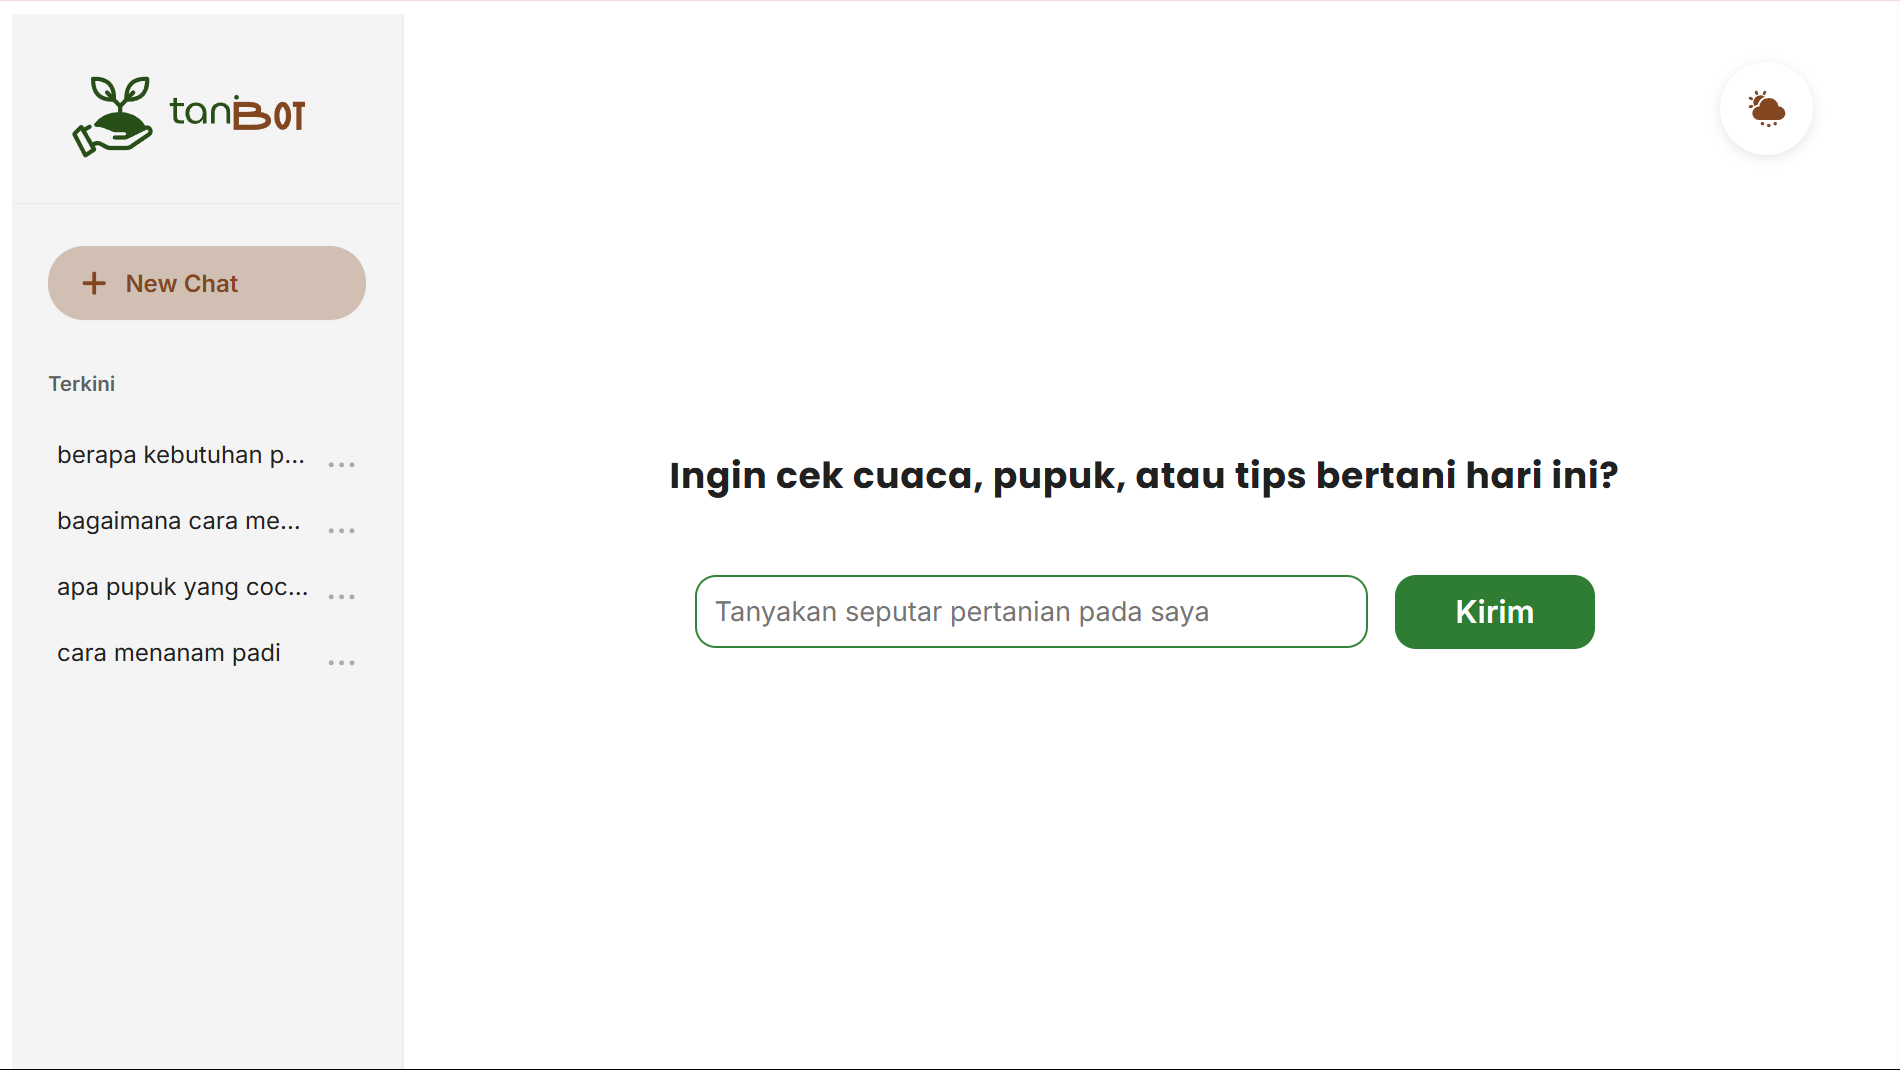 taniBOT
New Chat
Terkini
berapa kebutuhan p...
bagaimana cara me...
apa pupuk yang coc...
cara menanam padi
Ingin cek cuaca, pupuk, atau tips bertani hari ini?
Tanyakan seputar pertanian pada saya
Kirim